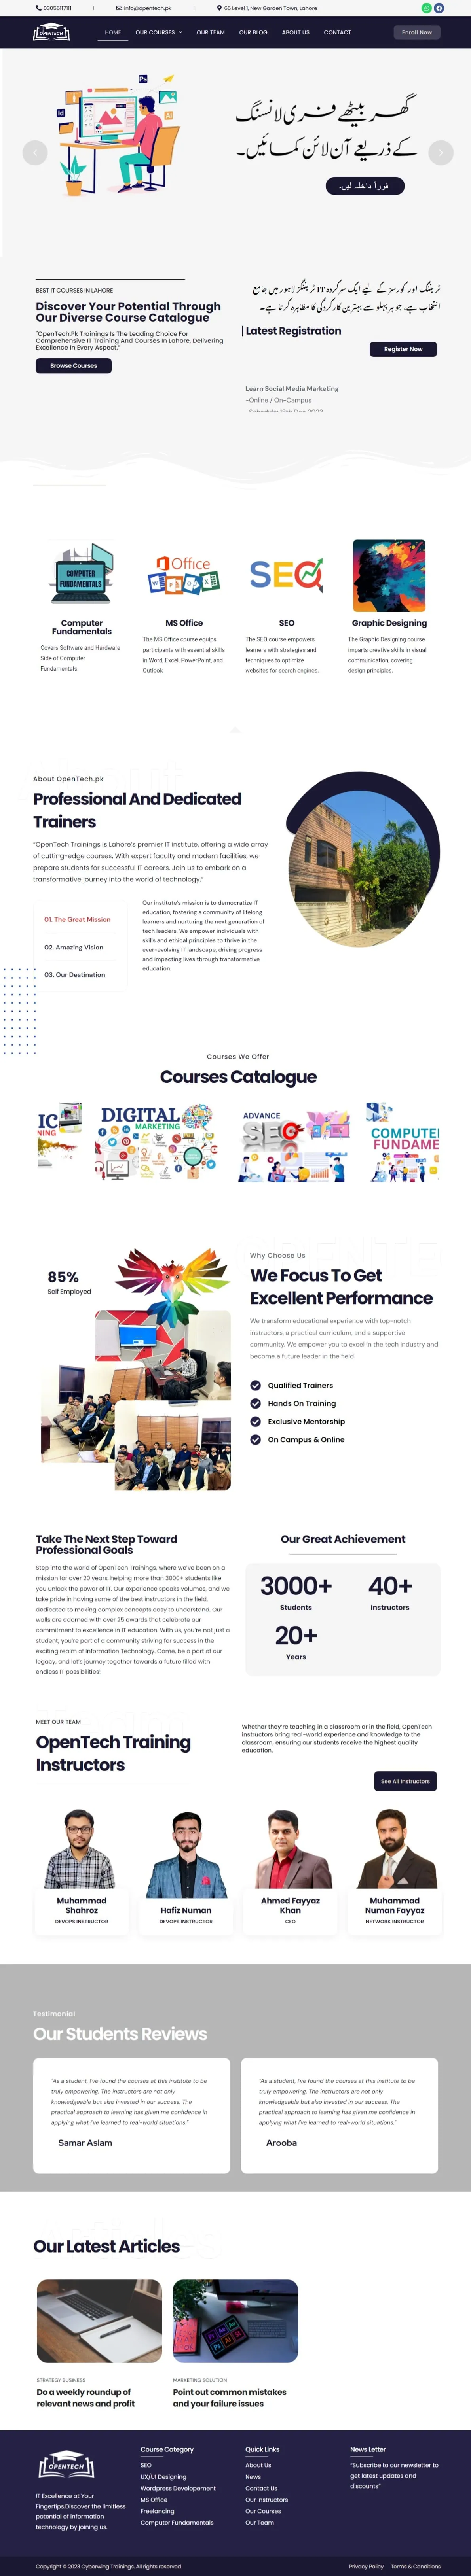 03056117111
info@opentech.pk
66 Level 1, New Garden Town, Lahore
OPENTECH
HOME
OUR COURSES
OUR TEAM
OUR BLOG
ABOUT US
CONTACT
Enroll Now
گھر بیٹھے فری لانسنگ
کے ذریعے آن لائن کمائیں۔
فوراً داخلہ لیں۔
BEST IT COURSES IN LAHORE
Discover Your Potential Through
Our Diverse Course Catalogue
"OpenTech.Pk Trainings Is The Leading Choice For
Comprehensive IT Training And Courses In Lahore, Delivering
Excellence In Every Aspect."
Browse Courses
ٹریننگ اور کورسز کے لیے ایک سرکردہ IT ٹریننگز لاہور میں جامع
انتخاب ہے، جو ہر پہلو سے بہترین کارکردگی کا مظاہرہ کرتا ہے۔
Latest Registration
Register Now
Learn Social Media Marketing
-Online / On-Campus
COMPUTER
FUNDAMENTALS
Office
SEO
Computer
Fundamentals
Covers Software and Hardware
Side of Computer
Fundamentals.
MS Office
The MS Office course equips
participants with essential skills
in Word, Excel, PowerPoint, and
Outlook
SEO
The SEO course empowers
learners with strategies and
techniques to optimize
websites for search engines.
Graphic Designing
The Graphic Designing course
imparts creative skills in visual
communication, covering
design principles.
About OpenTech.pk
Professional And Dedicated
Trainers
"OpenTech Trainings is Lahore's premier IT institute, offering a wide array
of cutting-edge courses. With expert faculty and modern facilities, we
prepare students for successful IT careers. Join us to embark on a
transformative journey into the world of technology."
01. The Great Mission
02. Amazing Vision
03. Our Destination
Our institute's mission is to democratize IT
education, fostering a community of lifelong
learners and nurturing the next generation of
tech leaders. We empower individuals with
skills and ethical principles to thrive in the
ever-evolving IT landscape, driving progress
and impacting lives through transformative
education.
Courses We Offer
Courses Catalogue
IC
NING
DIGITAL
MARKETING
ADVANCE
SEO
COMPUTE
FUNDAME
85%
Self Employed
Why Choose Us
We Focus To Get
Excellent Performance
We transform educational experience with top-notch
instructors, a practical curriculum, and a supportive
community. We empower you to excel in the tech industry and
become a future leader in the field
Qualified Trainers
Hands On Training
Exclusive Mentorship
On Campus & Online
Take The Next Step Toward
Professional Goals
Step into the world of OpenTech Trainings, where we've been on a
mission for over 20 years, helping more than 3000+ students like
you unlock the power of IT. Our experience speaks volumes, and we
take pride in having some of the best instructors in the field,
dedicated to making complex concepts easy to understand. Our
walls are adorned with over 25 awards that celebrate our
commitment to excellence in IT education. With us, you're not just a
student; you're part of a community striving for success in the
exciting realm of Information Technology. Come, be a part of our
legacy, and let's journey together towards a future filled with
endless IT possibilities!
Our Great Achievement
3000+
Students
40+
Instructors
20+
Years
MEET OUR TEAM
OpenTech Training
Instructors
Whether they're teaching in a classroom or in the field, OpenTech
instructors bring real-world experience and knowledge to the
classroom, ensuring our students receive the highest quality
education.
See All Instructors
Muhammad
Shahroz
DEVOPS INSTRUCTOR
Hafiz Numan
DEVOPS INSTRUCTOR
Ahmed Fayyaz
Khan
CEO
Muhammad
Numan Fayyaz
NETWORK INSTRUCTOR
Testimonial
Our Students Reviews
"As a student, I've found the courses at this institute to be
truly empowering. The instructors are not only
knowledgeable but also invested in our success. The
practical approach to learning has given me confidence in
applying what I've learned to real-world situations."
Samar Aslam
"As a student, I've found the courses at this institute to be
truly empowering. The instructors are not only
knowledgeable but also invested in our success. The
practical approach to learning has given me confidence in
applying what I've learned to real-world situations."
Arooba
Our Latest Articles
STRATEGY BUSINESS
Do a weekly roundup of
relevant news and profit
MARKETING SOLUTION
Point out common mistakes
and your failure issues
OPENTECH
IT Excellence at Your
Fingertips.Discover the limitless
potential of information
technology by joining us.
Course Category
SEO
UX/UI Designing
Wordpress Developement
MS Office
Freelancing
Computer Fundamentals
Quick Links
About Us
News
Contact Us
Our Instructors
Our Courses
Our Team
News Letter
"Subscribe to our newsletter to
get latest updates and
discounts"
Copyright © 2023 Cyberwing Trainings. All rights reserved
Privacy Policy
Terms & Conditions